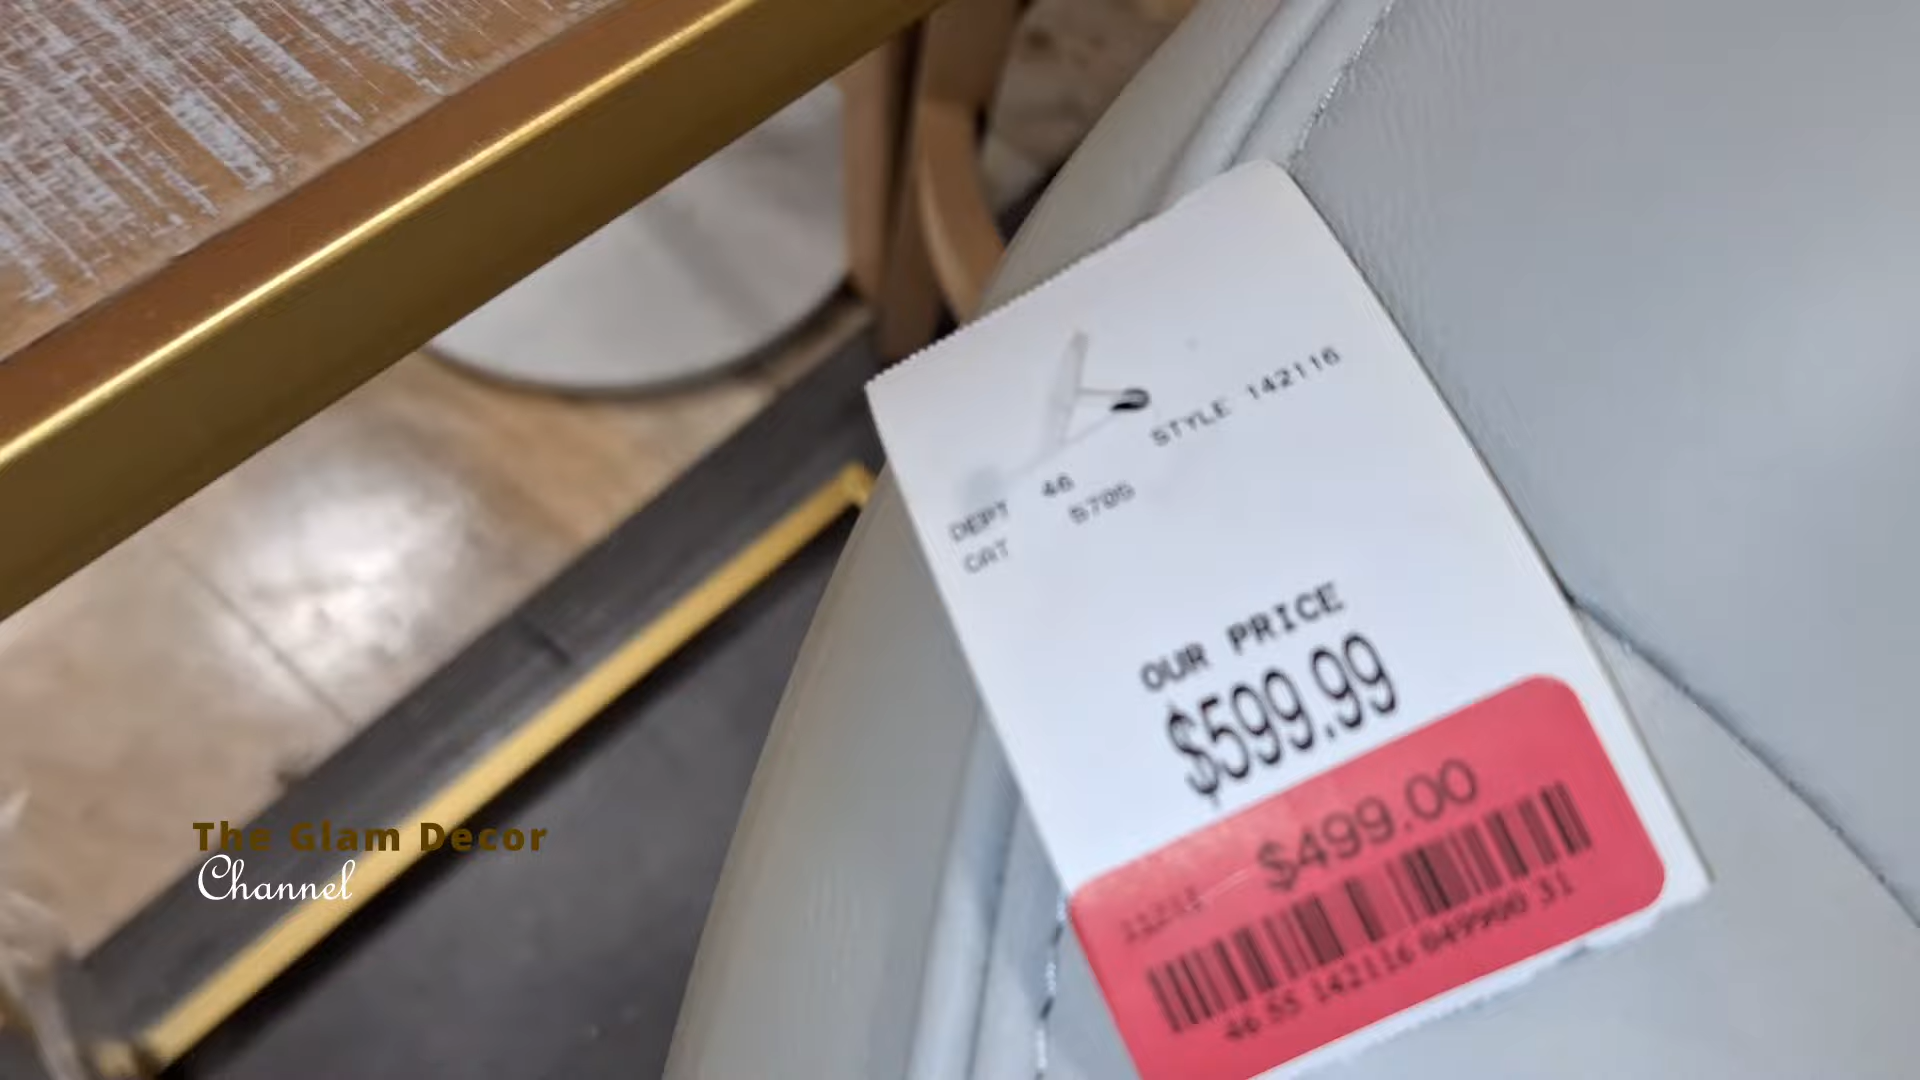 STYLE 142116
DEPT 46
CAT 5705
OUR PRICE
$599.99
$499.00
46 55 142116 049900 31
The Glam Decor
Channel